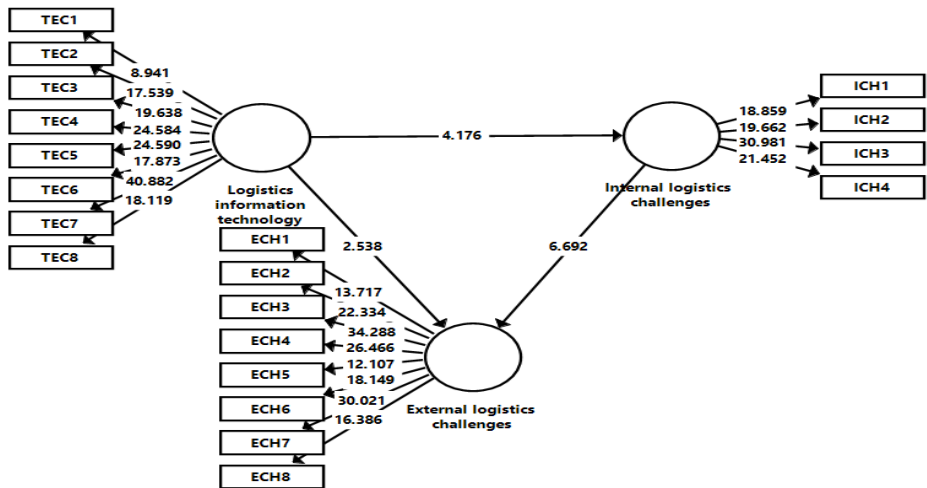 TEC1
TEC2
TEC3
TEC4
TEC5
TEC6
TEC7
TEC8
8.941
17.539
19.638
24.584
24.590
17.873
40.882
18.119
Logistics
information
technology
4.176
2.538
6.692
Internal logistics
challenges
18.859
19.662
30.981
21.452
ICH1
ICH2
ICH3
ICH4
ECH1
ECH2
ECH3
ECH4
ECH5
ECH6
ECH7
ECH8
13.717
22.334
34.288
26.466
12.107
18.149
30.021
16.386
External logistics
challenges